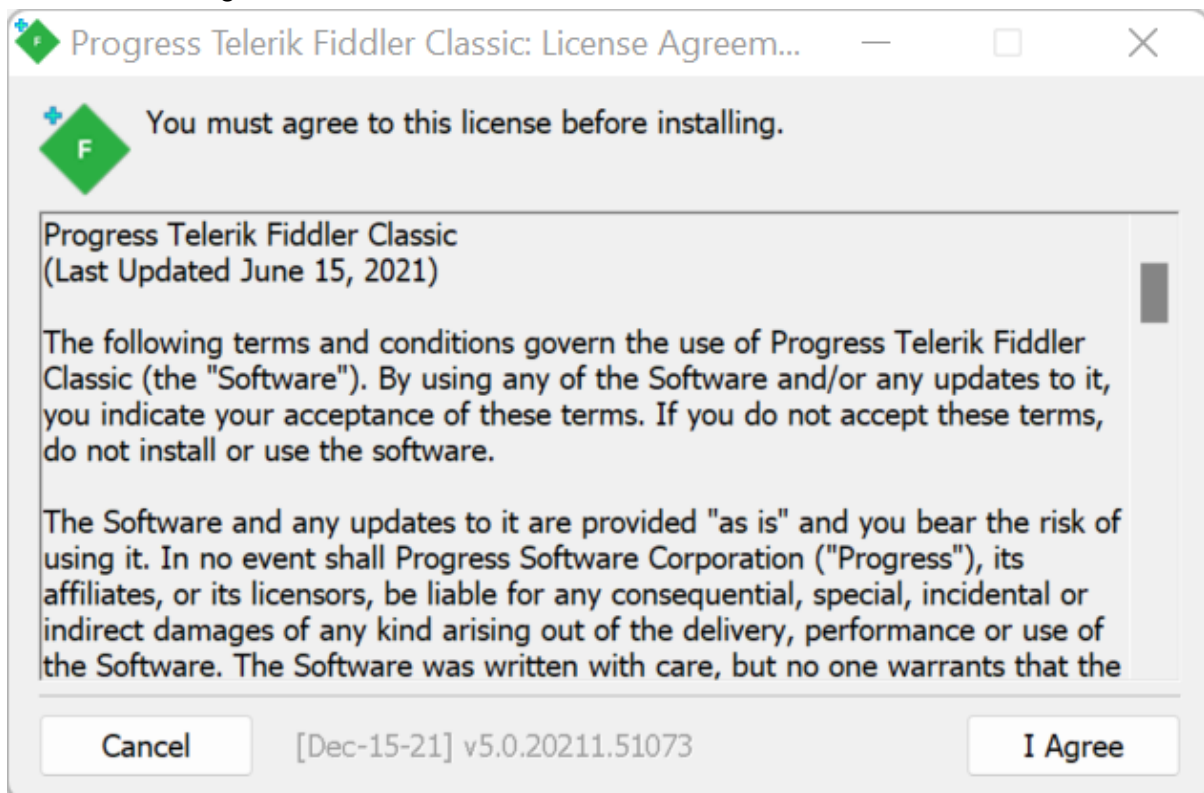 Progress Telerik Fiddler Classic: License Agreem...
F
You must agree to this license before installing.
Progress Telerik Fiddler Classic
(Last Updated June 15, 2021)
The following terms and conditions govern the use of Progress Telerik Fiddler
Classic (the "Software"). By using any of the Software and/or any updates to it,
you indicate your acceptance of these terms. If you do not accept these terms,
do not install or use the software.
The Software and any updates to it are provided "as is" and you bear the risk of
using it. In no event shall Progress Software Corporation ("Progress"), its
affiliates, or its licensors, be liable for any consequential, special, incidental or
indirect damages of any kind arising out of the delivery, performance or use of
the Software. The Software was written with care, but no one warrants that the
Cancel [Dec-15-21] v5.0.20211.51073 I Agree